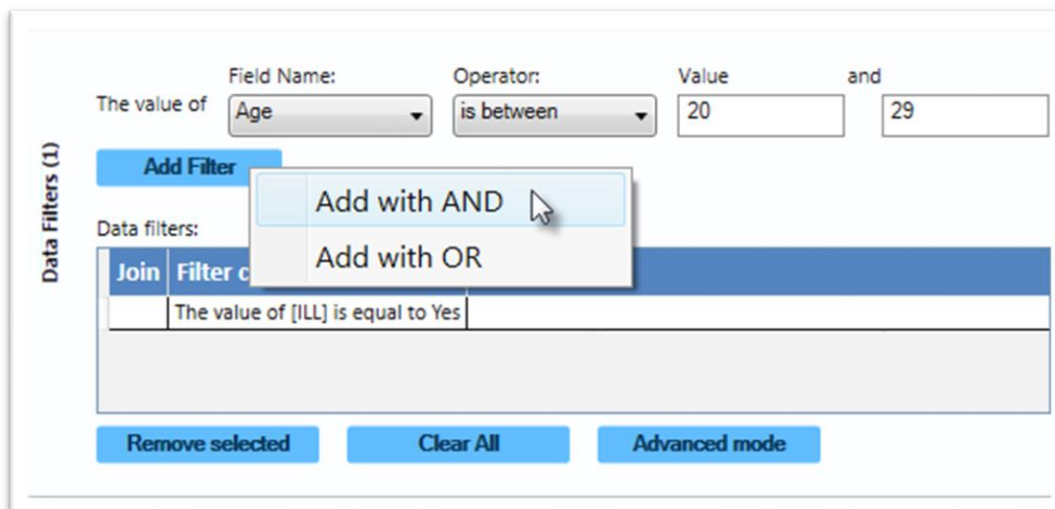 Field Name: Operator: Value and
The value of Age is between 20 29
Data Filters (1)
Add Filter
Add with AND
Add with OR
Data filters:
Join Filter c
The value of [ILL] is equal to Yes
Remove selected Clear All Advanced mode